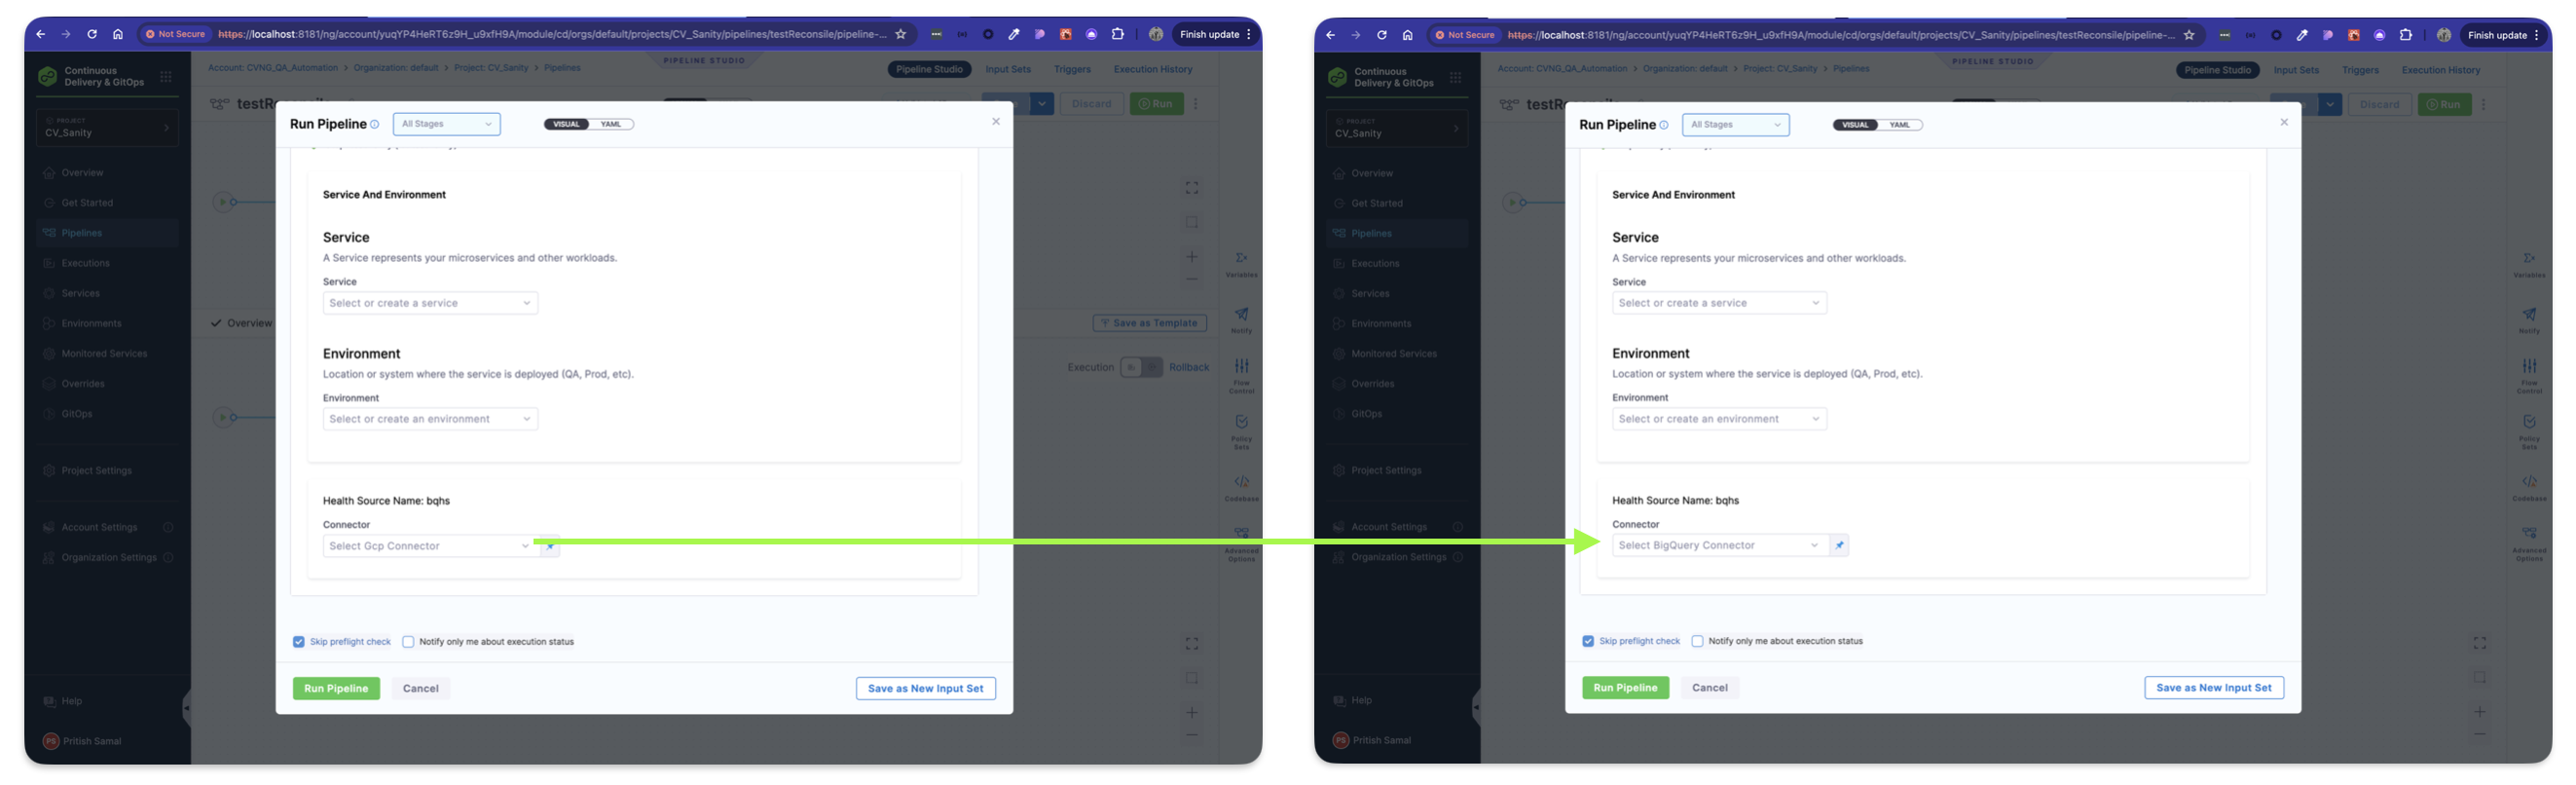 Not Secure https://localhost:8181/ng/account/yuqYP4HeRT6z9H_u9xfH9A/module/cd/orgs/default/projects/CV_Sanity/pipelines/testReconsile/pipeline-... Finish update
Continuous
Delivery & GitOps
Account: CVNG_QA_Automation > Organization: default > Project: CV_Sanity > Pipelines
PIPELINE STUDIO
Pipeline Studio Input Sets Triggers Execution History
PROJECT
CV_Sanity
Discard Run
Overview
Get Started
Pipelines
Executions
Services
Environments
Monitored Services
Overrides
GitOps
Project Settings
Account Settings
Organization Settings
Help
PS Pritish Samal
Overview
Save as Template
Execution Rollback
Variables
Notify
Flow
Control
Policy
Sets
Codebase
Advanced
Options
Run Pipeline All Stages VISUAL YAML
Service And Environment
Service
A Service represents your microservices and other workloads.
Service
Select or create a service
Environment
Location or system where the service is deployed (QA, Prod, etc).
Environment
Select or create an environment
Health Source Name: bqhs
Connector
Select Gcp Connector
Skip preflight check Notify only me about execution status
Run Pipeline Cancel Save as New Input Set
Not Secure https://localhost:8181/ng/account/yuqYP4HeRT6z9H_u9xfH9A/module/cd/orgs/default/projects/CV_Sanity/pipelines/testReconsile/pipeline-... Finish update
Continuous
Delivery & GitOps
Account: CVNG_QA_Automation > Organization: default > Project: CV_Sanity > Pipelines
PIPELINE STUDIO
Pipeline Studio Input Sets Triggers Execution History
PROJECT
CV_Sanity
Discard Run
Overview
Get Started
Pipelines
Executions
Services
Environments
Monitored Services
Overrides
GitOps
Project Settings
Account Settings
Organization Settings
Help
PS Pritish Samal
Variables
Notify
Flow
Control
Policy
Sets
Codebase
Advanced
Options
Run Pipeline All Stages VISUAL YAML
Service And Environment
Service
A Service represents your microservices and other workloads.
Service
Select or create a service
Environment
Location or system where the service is deployed (QA, Prod, etc).
Environment
Select or create an environment
Health Source Name: bqhs
Connector
Select BigQuery Connector
Skip preflight check Notify only me about execution status
Run Pipeline Cancel Save as New Input Set